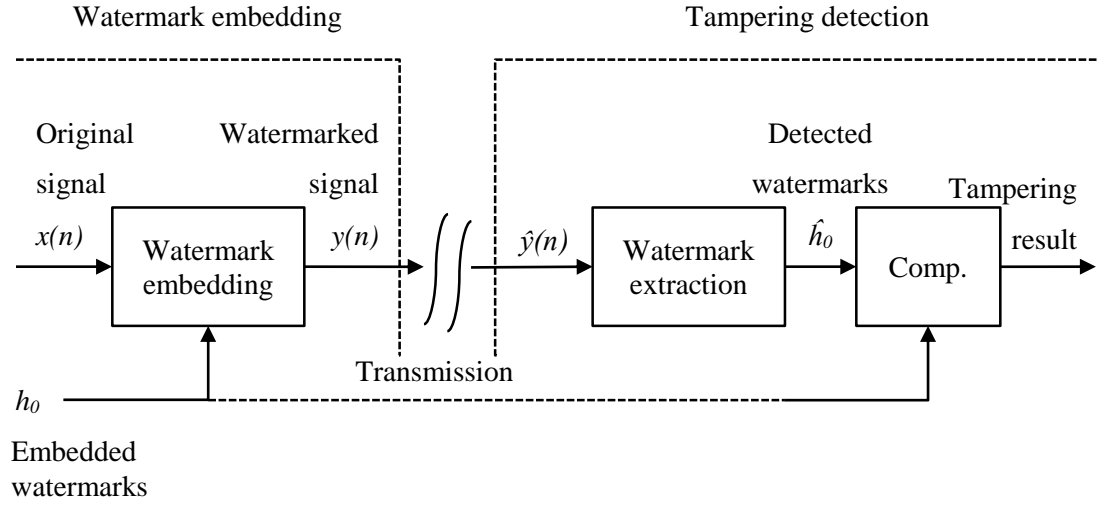 Watermark embedding
Tampering detection
Original
signal
x(n)
Watermarked
signal
y(n)
Watermark
embedding
Transmission
h₀
Embedded
watermarks
ŷ(n)
Watermark
extraction
Detected
watermarks
ĥ₀
Comp.
Tampering
result